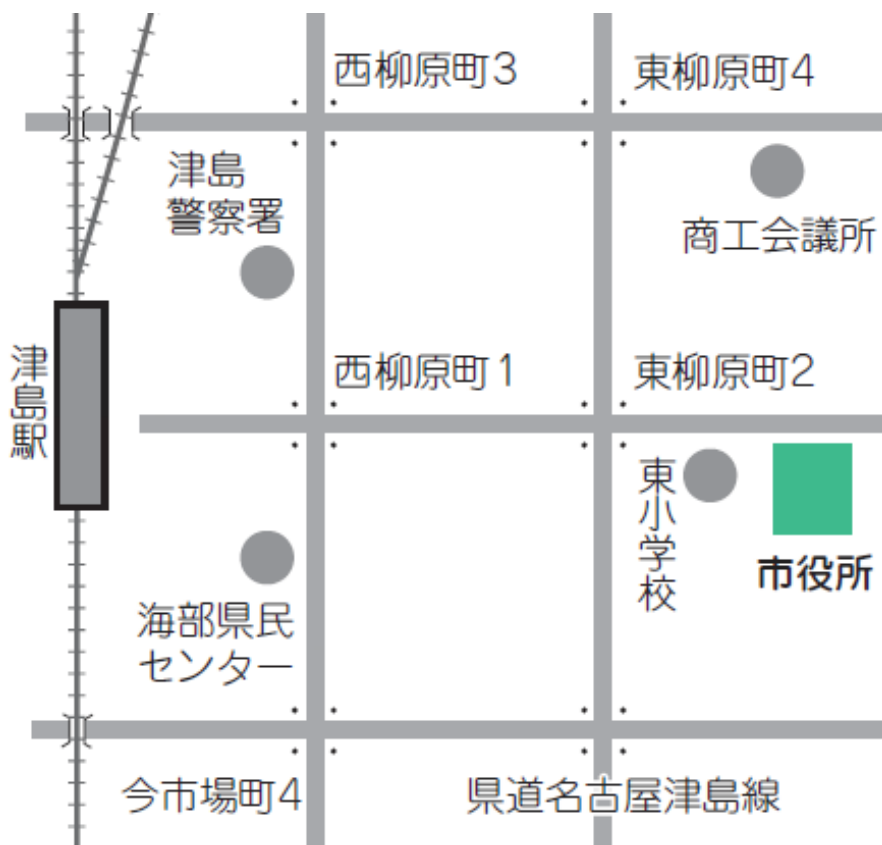 西柳原町3
東柳原町4
津島
警察署
商工会議所
津島駅
西柳原町1
東柳原町2
東小学校
市役所
海部県民
センター
今市場町4
県道名古屋津島線